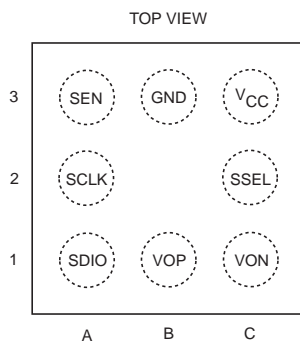 TOP VIEW
3 SEN GND VCC
2 SCLK SSEL
1 SDIO VOP VON
A B C